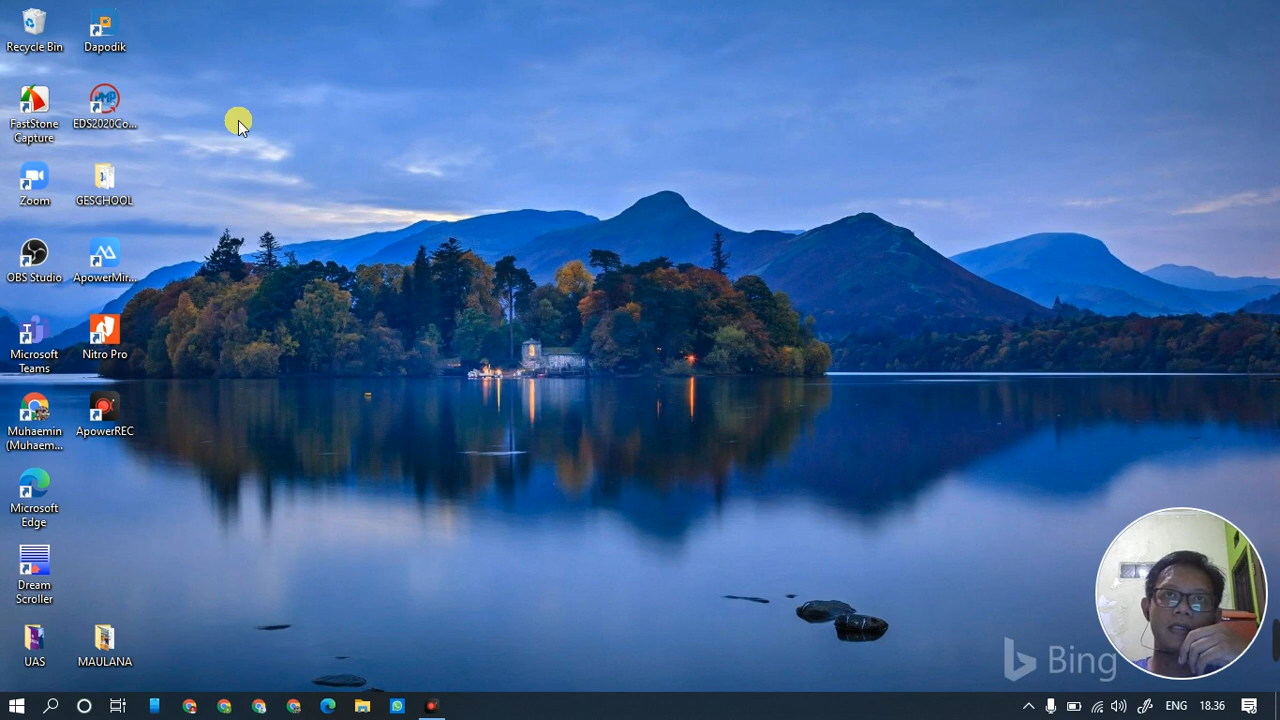 Recycle Bin
Dapodik
FastStone
Capture
EDS2020Co...
Zoom
GESCHOOL
OBS Studio
ApowerMir...
Microsoft
Teams
Nitro Pro
Muhaemin
(Muhaem...
ApowerREC
Microsoft
Edge
Dream
Scroller
UAS
MAULANA
Bing
ENG
18.36